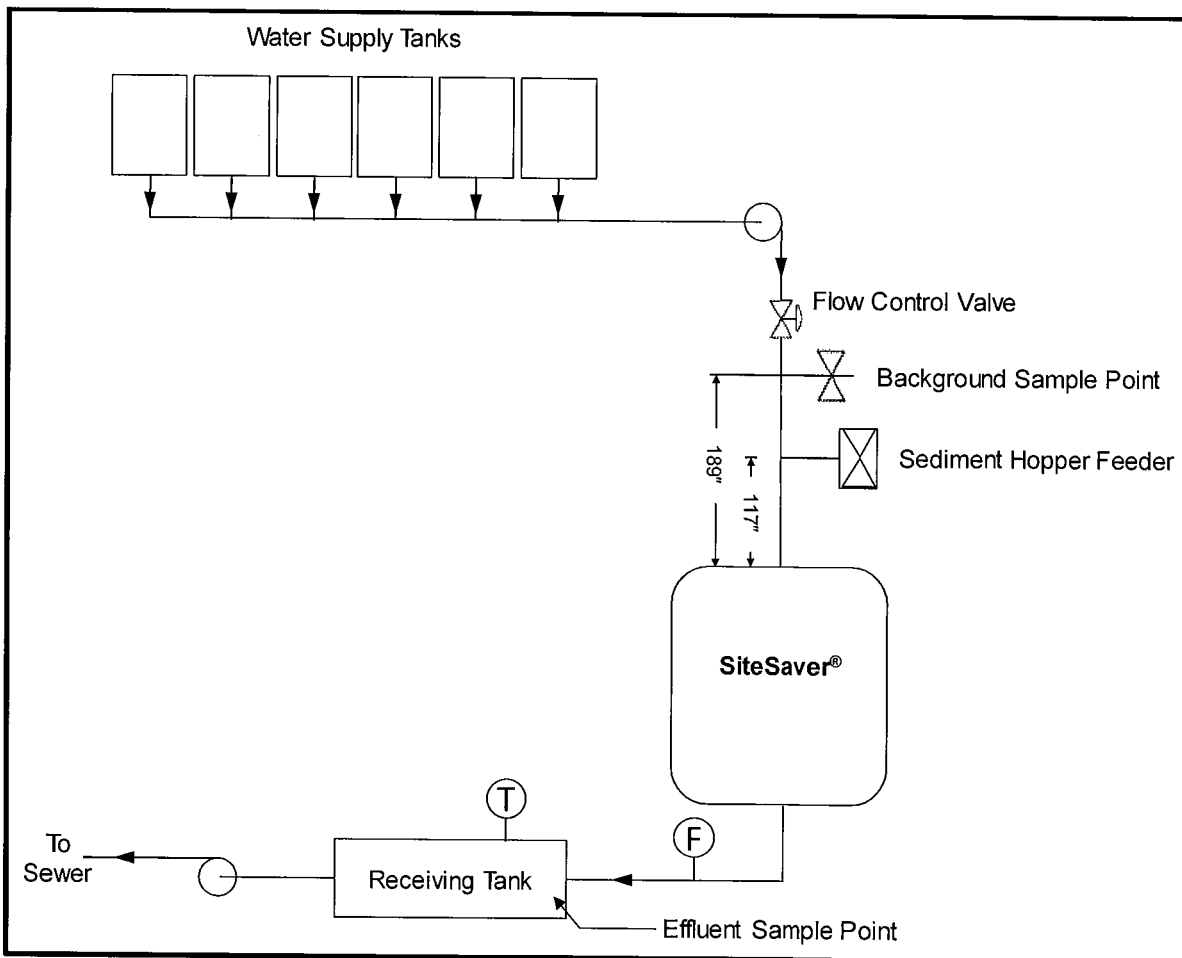 Water Supply Tanks
Flow Control Valve
Background Sample Point
189"
117"
Sediment Hopper Feeder
SiteSaver®
T
F
To
Sewer
Receiving Tank
Effluent Sample Point